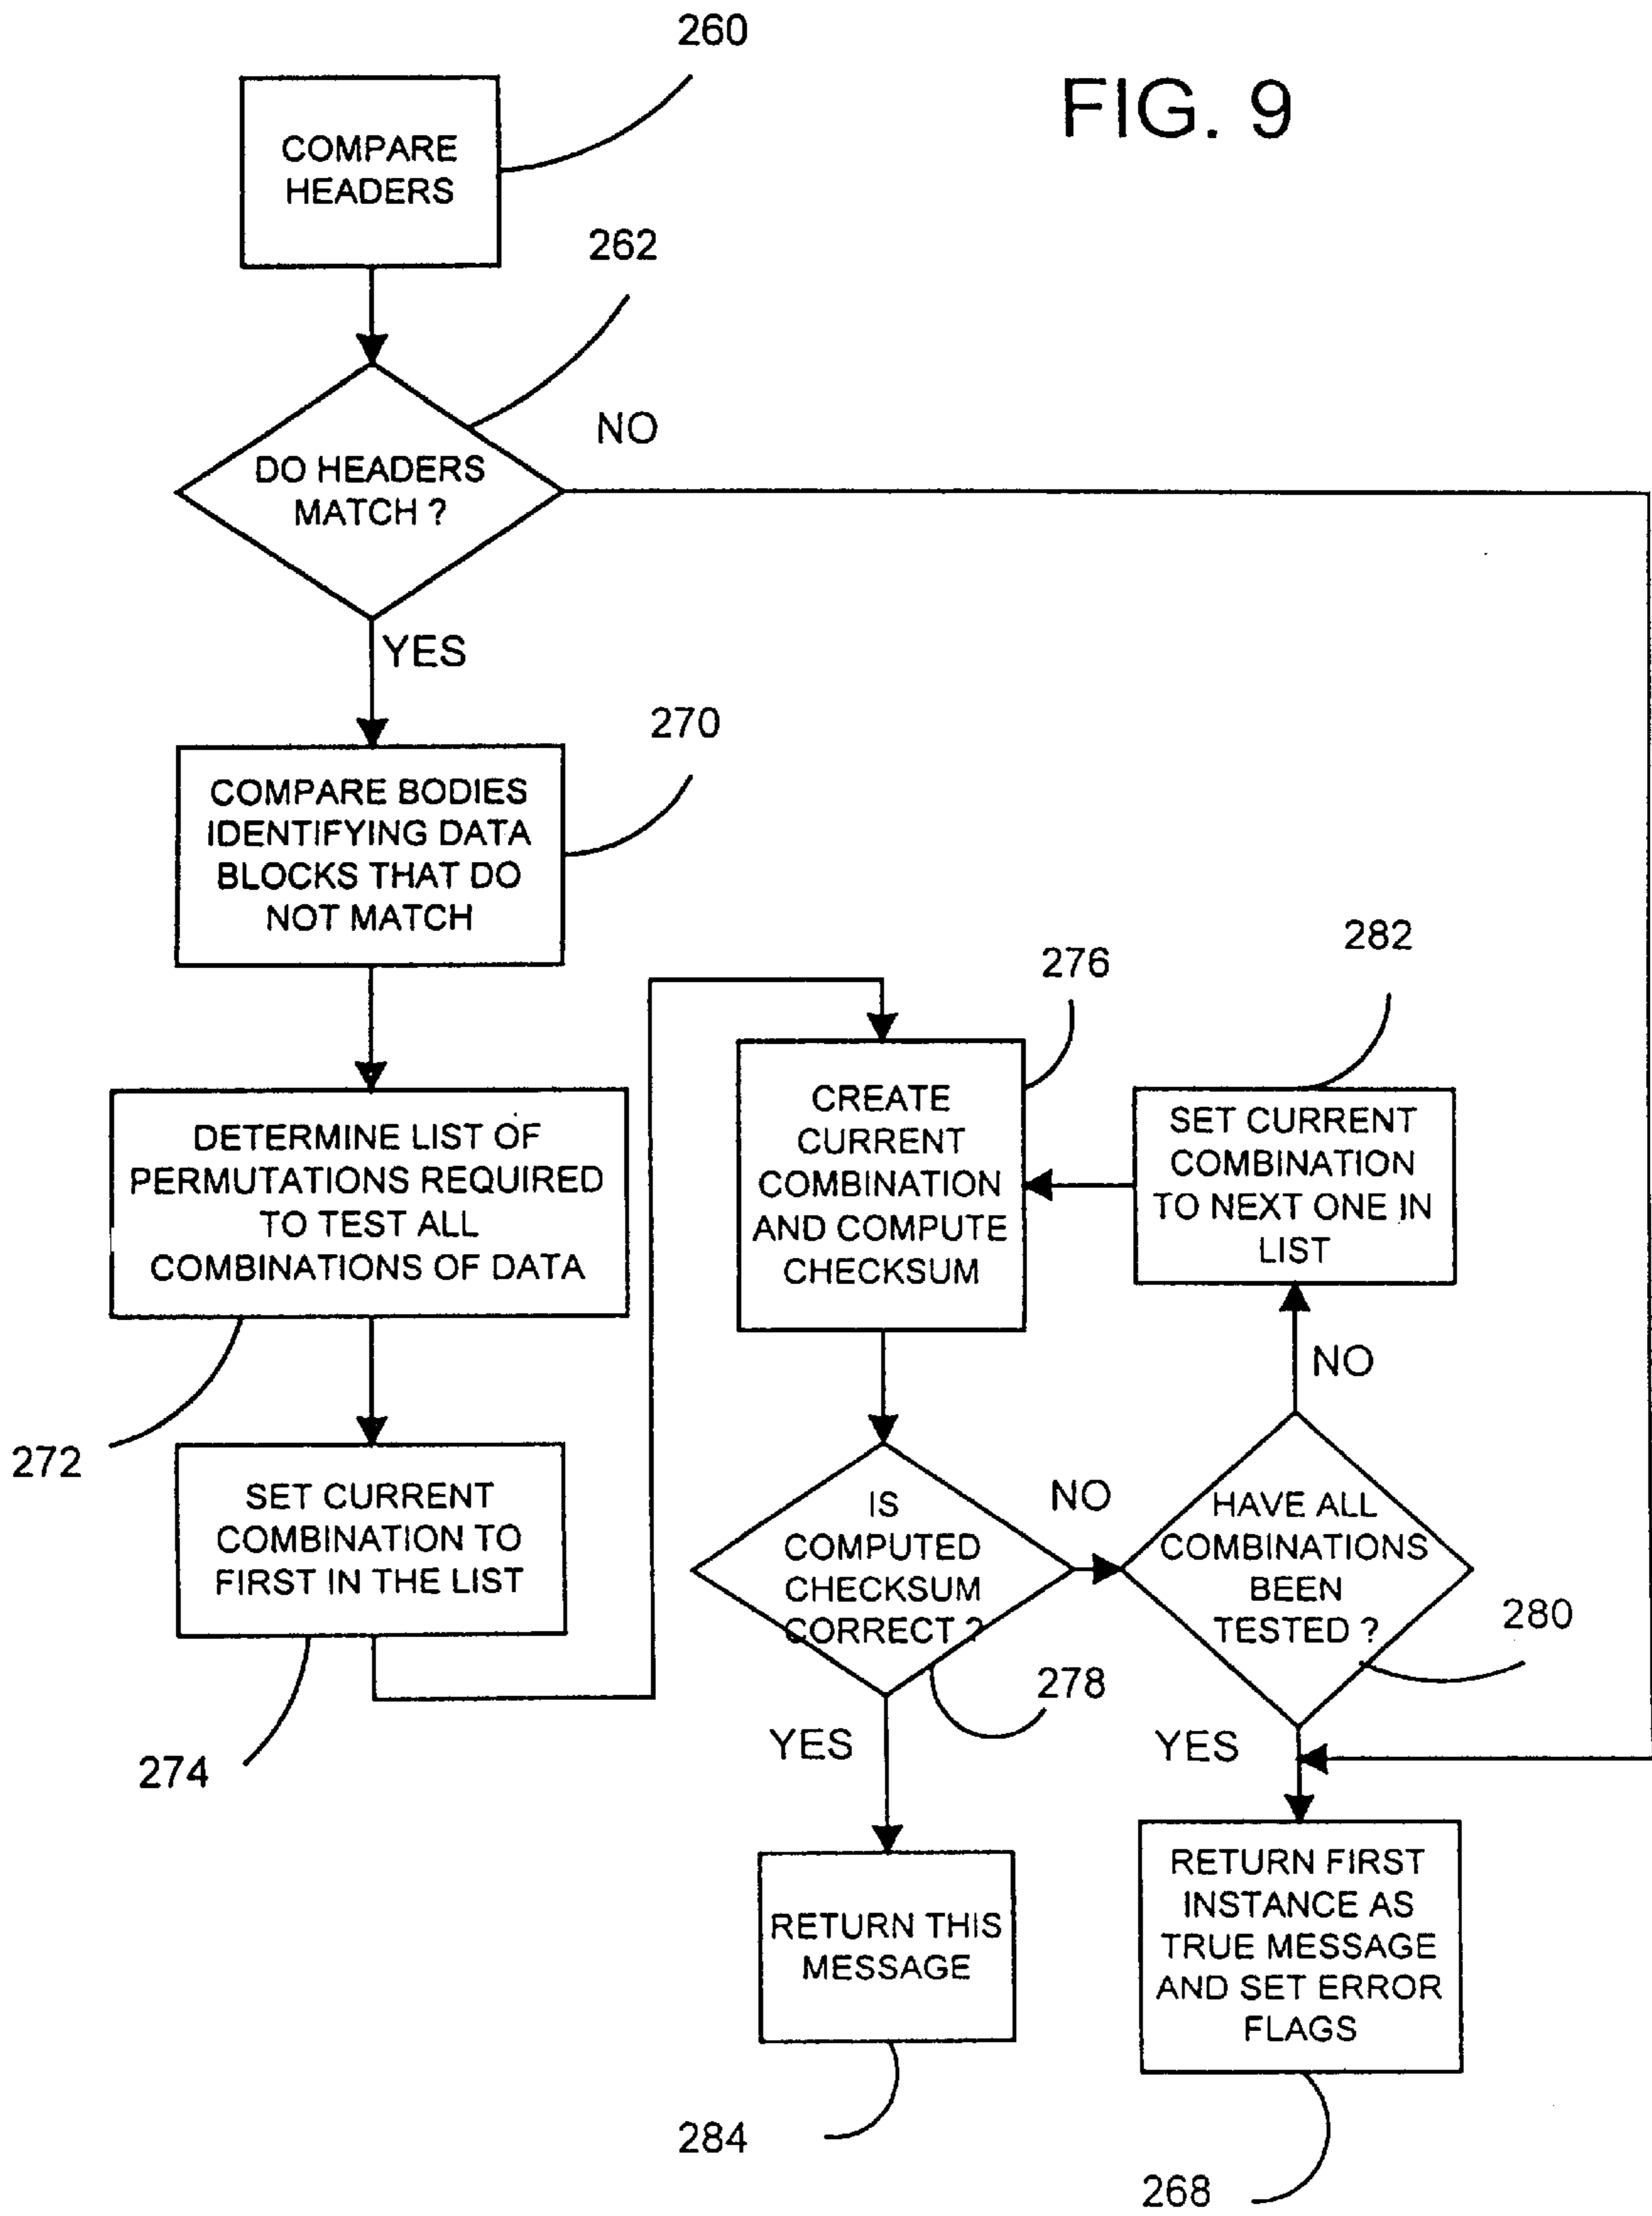 260
FIG. 9
COMPARE
HEADERS
262
NO
DO HEADERS
MATCH ?
YES
270
COMPARE BODIES
IDENTIFYING DATA
BLOCKS THAT DO
NOT MATCH
282
276
CREATE
CURRENT
COMBINATION
AND COMPUTE
CHECKSUM
SET CURRENT
COMBINATION
TO NEXT ONE IN
LIST
DETERMINE LIST OF
PERMUTATIONS REQUIRED
TO TEST ALL
COMBINATIONS OF DATA
NO
272
SET CURRENT
COMBINATION TO
FIRST IN THE LIST
IS
COMPUTED
CHECKSUM
CORRECT ?
NO
HAVE ALL
COMBINATIONS
BEEN
TESTED ?
280
278
274
YES
YES
RETURN THIS
MESSAGE
RETURN FIRST
INSTANCE AS
TRUE MESSAGE
AND SET ERROR
FLAGS
284
268